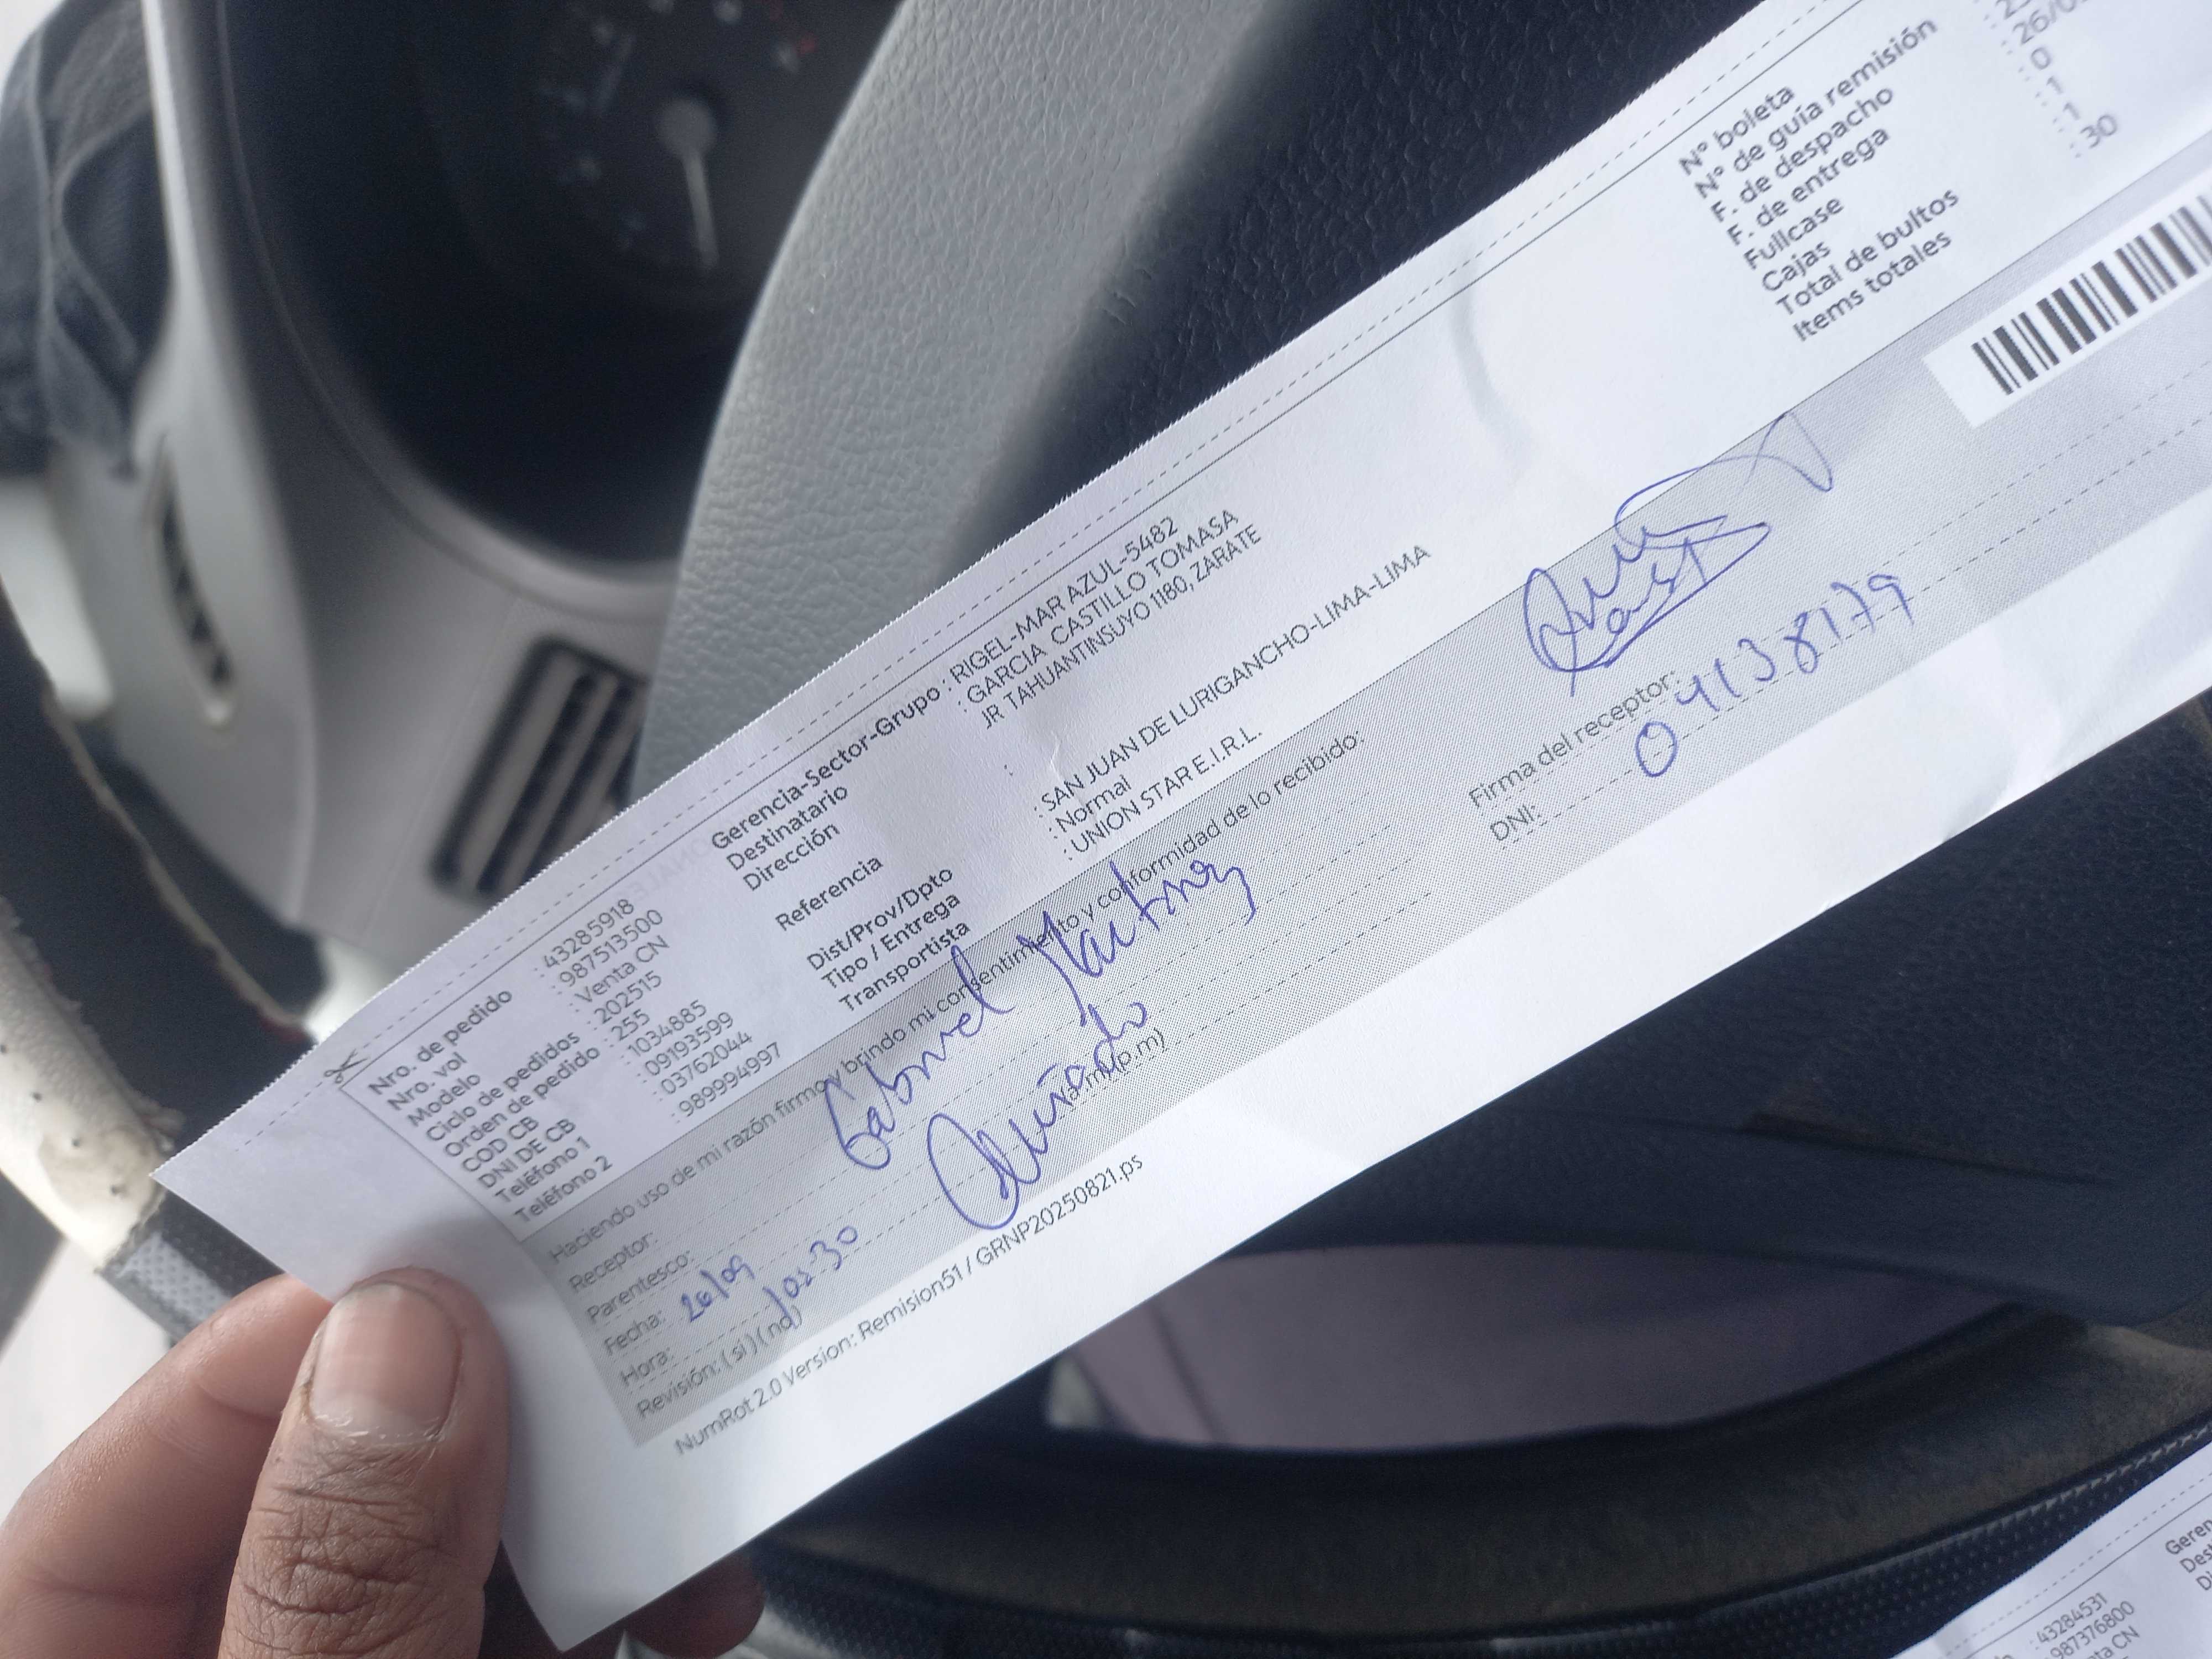 Nro. de pedido : 43285918
Nro. vol : 987513500
Modelo : Venta CN
Ciclo de pedidos : 202515
Orden de pedido : 255
COD CB : 1034885
DNI DE CB : 09193599
Teléfono 1 : 03762044
Teléfono 2 : 989994997
Gerencia-Sector-Grupo : RIGEL-MAR AZUL-5482
Destinatario : GARCIA CASTILLO TOMASA
Dirección : JR TAHUANTINSUYO 1180, ZARATE
Referencia :
Dist/Prov/Dpto : SAN JUAN DE LURIGANCHO-LIMA-LIMA
Tipo / Entrega : Normal
Transportista : UNION STAR E.I.R.L.
N° boleta
N° de guía remisión
F. de despacho
F. de entrega : 26/0
Fullcase : 0
Cajas : 1
Total de bultos : 1
Items totales : 30
Haciendo uso de mi razón firmo y brindo mi consentimiento y conformidad de lo recibido:
Receptor: Gabriel Martinez
Parentesco:
Fecha: 26/09
Hora: (a.m./p.m)
Revisión: ( si ) ( no)
Firma del receptor:
DNI: 04138179
NumRot 2.0 Version: Remision51 / GRNP20250821.ps
: 43284531
: 987376800